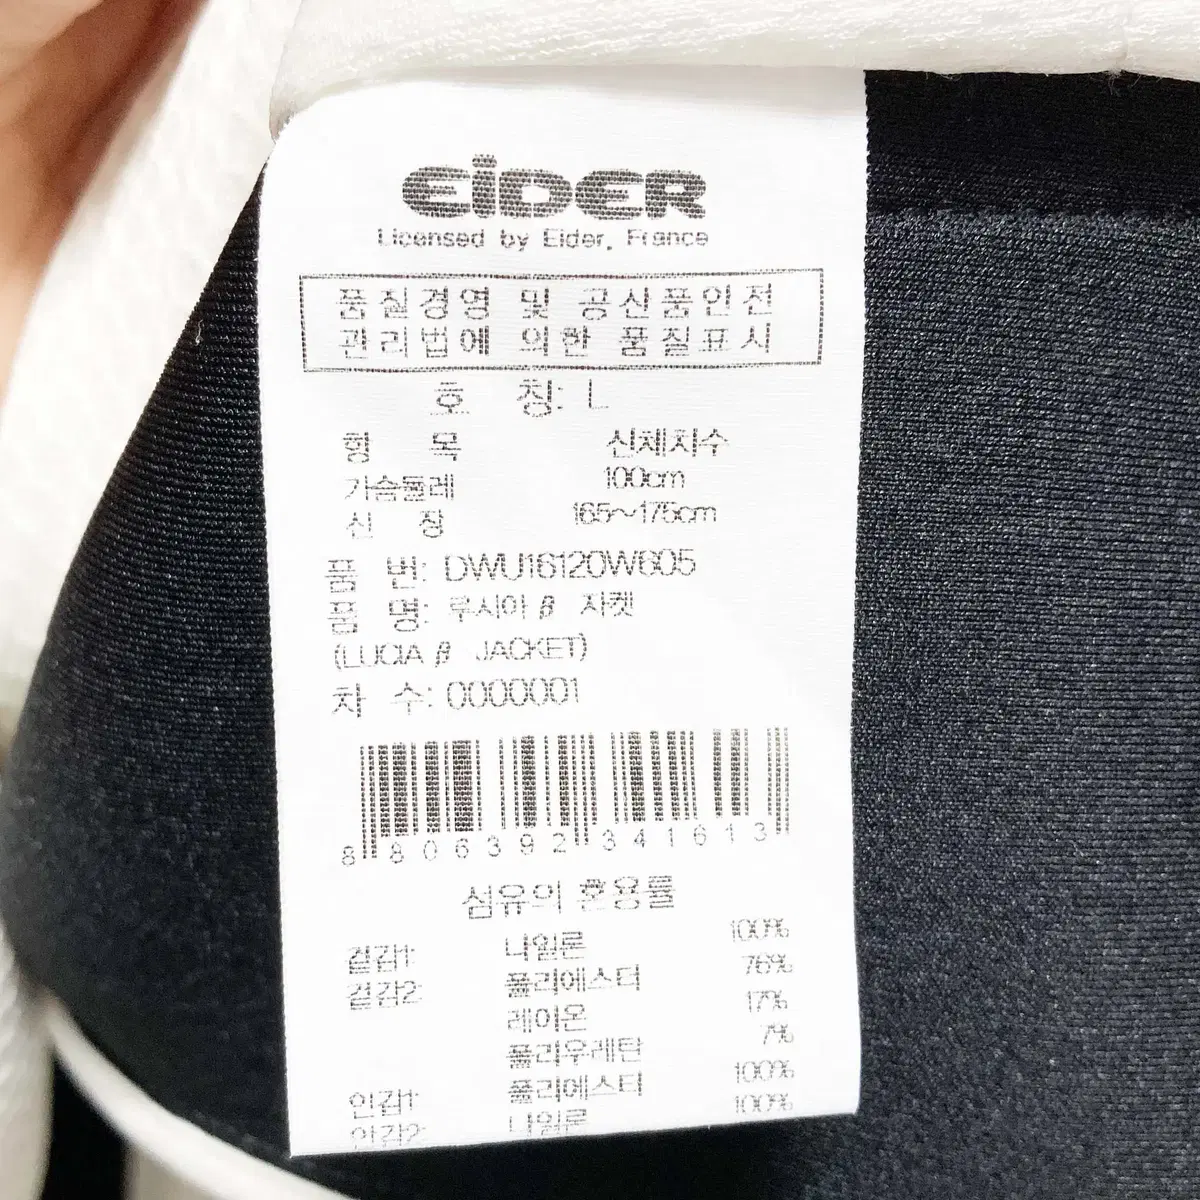 EiDER
Licensed by Eider, France
품질경영 및 공산품안전
관리법에 의한 품질표시
호 칭: L
항 목 신체치수
가슴둘레 100cm
신 장 165~175cm
품 번: DWU16120W605
품 명: 루시아 β 자켓
(LUCIA β JACKET)
차 수: 0000001
8 806392 341613
섬유의 혼용률
겉감1: 나일론 100%
겉감2: 폴리에스터 76%
레이온 17%
폴리우레탄 7%
안감1: 폴리에스터 100%
안감2: 나일론 100%